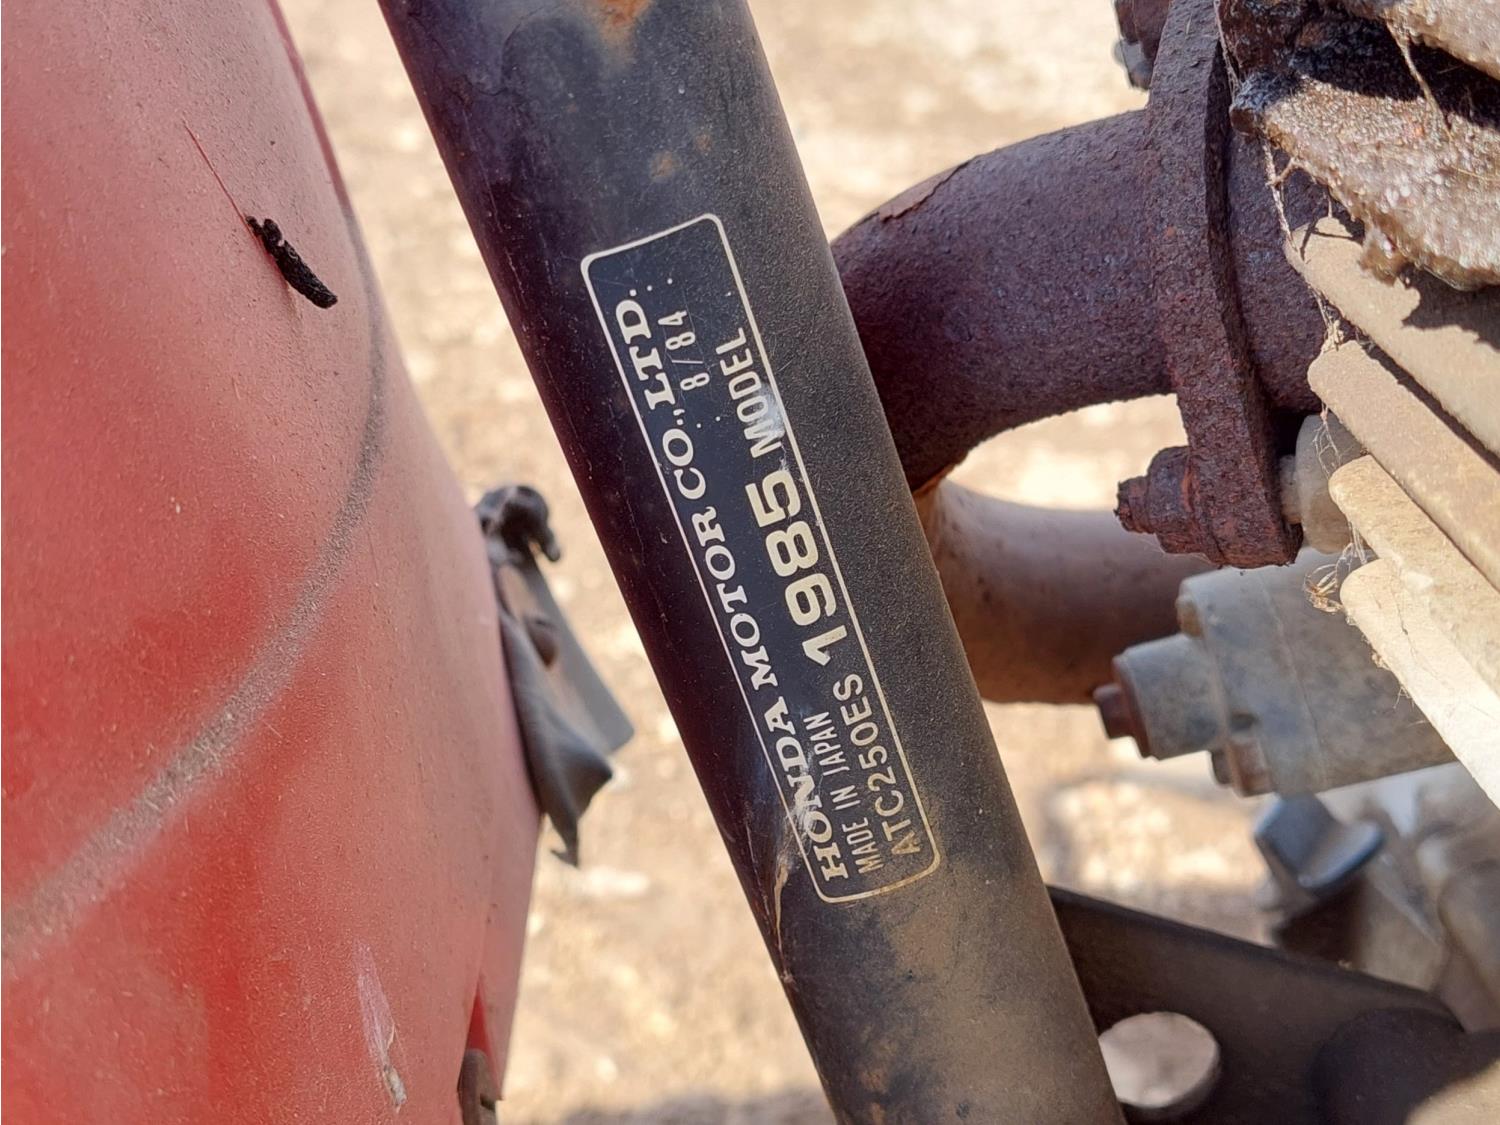 HONDA MOTOR CO., LTD.
MADE IN JAPAN 8/84
ATC250ES 1985 MODEL